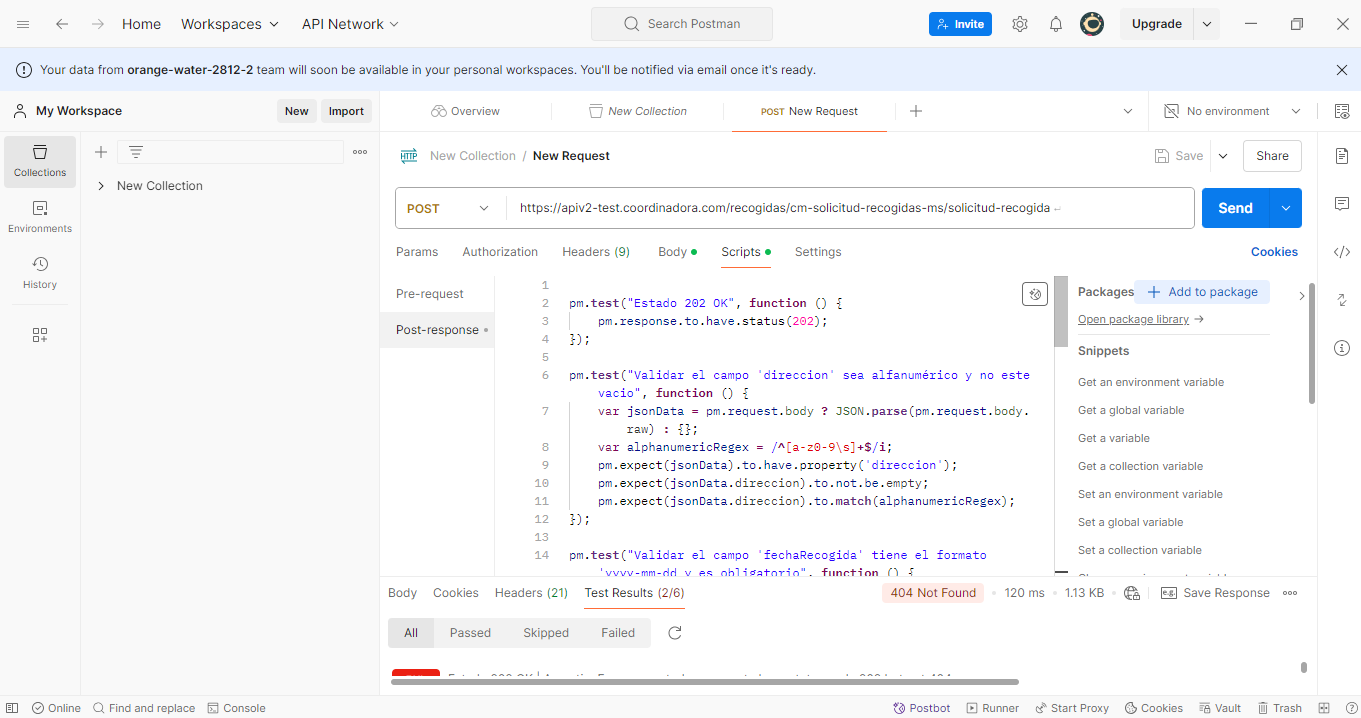 Home Workspaces API Network Search Postman Invite Upgrade
Your data from orange-water-2812-2 team will soon be available in your personal workspaces. You'll be notified via email once it's ready.
My Workspace New Import
Overview New Collection POST New Request No environment
Collections
Environments
History
New Collection
HTTP New Collection / New Request Save Share
POST https://apiv2-test.coordinadora.com/recogidas/cm-solicitud-recogidas-ms/solicitud-recogida Send
Params Authorization Headers (9) Body Scripts Settings Cookies
Pre-request
Post-response
1
2 pm.test("Estado 202 OK", function () {
3 pm.response.to.have.status(202);
4 });
5
6 pm.test("Validar el campo 'direccion' sea alfanumérico y no este
vacio", function () {
7 var jsonData = pm.request.body ? JSON.parse(pm.request.body.
raw) : {};
8 var alphanumericRegex = /^[a-z0-9\s]+$/i;
9 pm.expect(jsonData).to.have.property('direccion');
10 pm.expect(jsonData.direccion).to.not.be.empty;
11 pm.expect(jsonData.direccion).to.match(alphanumericRegex);
12 });
13
14 pm.test("Validar el campo 'fechaRecogida' tiene el formato
'yyyy-mm-dd y es obligatorio", function () {
Packages Add to package
Open package library
Snippets
Get an environment variable
Get a global variable
Get a variable
Get a collection variable
Set an environment variable
Set a global variable
Set a collection variable
Body Cookies Headers (21) Test Results (2/6) 404 Not Found 120 ms 1.13 KB e.g. Save Response
All Passed Skipped Failed
Online Find and replace Console Postbot Runner Start Proxy Cookies Vault Trash